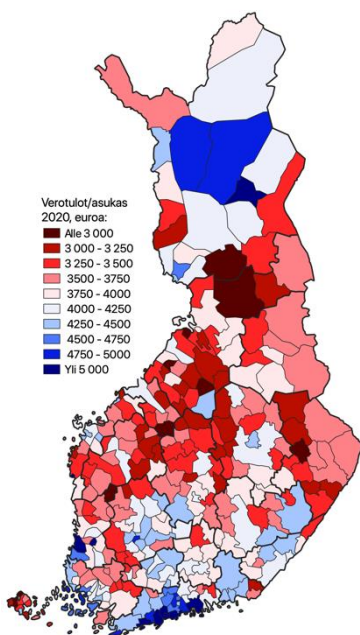 Verotulot/asukas
2020, euroa:
Alle 3 000
3 000 - 3 250
3 250 - 3 500
3500 - 3750
3750 - 4000
4000 - 4250
4250 - 4500
4500 - 4750
4750 - 5000
Yli 5 000